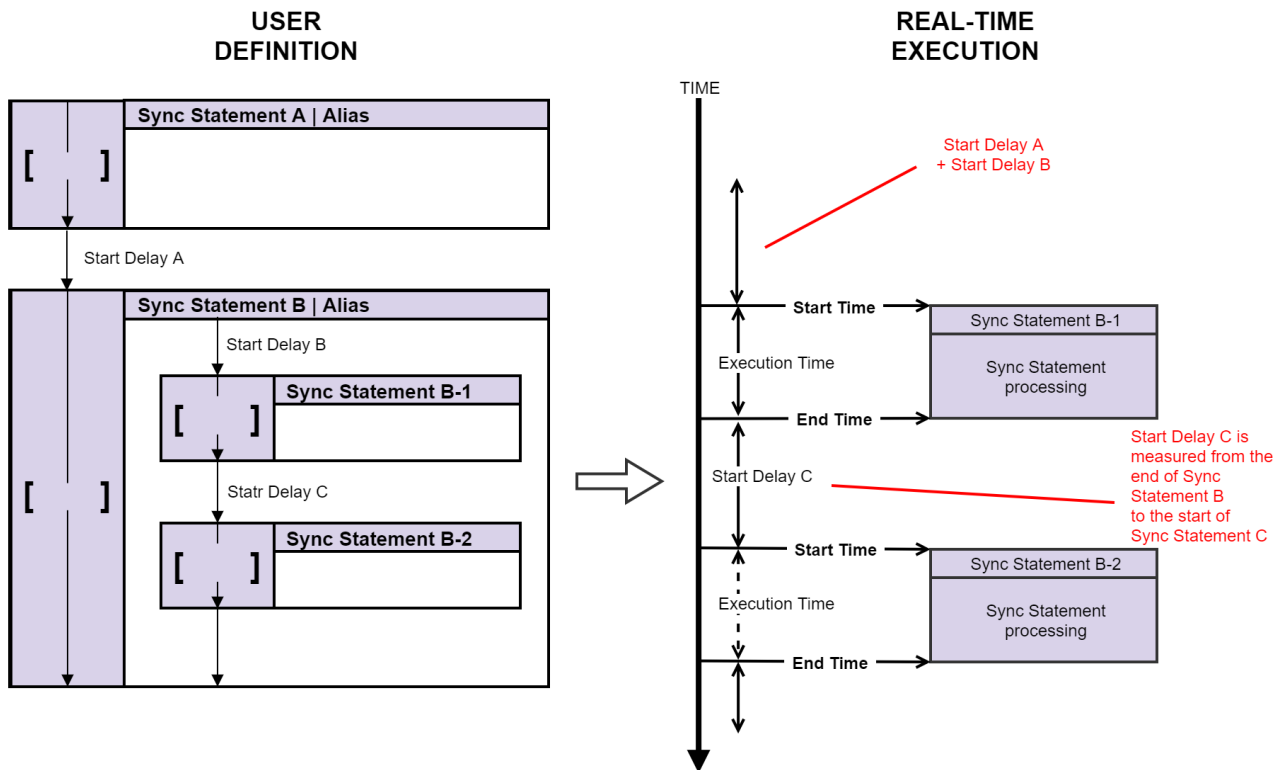 USER
DEFINITION
Sync Statement A | Alias
[ ]
Start Delay A
Sync Statement B | Alias
Start Delay B
Sync Statement B-1
[ ]
[ ]
Statr Delay C
Sync Statement B-2
[ ]
REAL-TIME
EXECUTION
TIME
Start Delay A
+ Start Delay B
Start Time
Sync Statement B-1
Execution Time
Sync Statement
processing
End Time
Start Delay C
Start Delay C is
measured from the
end of Sync
Statement B
to the start of
Sync Statement C
Start Time
Sync Statement B-2
Execution Time
Sync Statement
processing
End Time